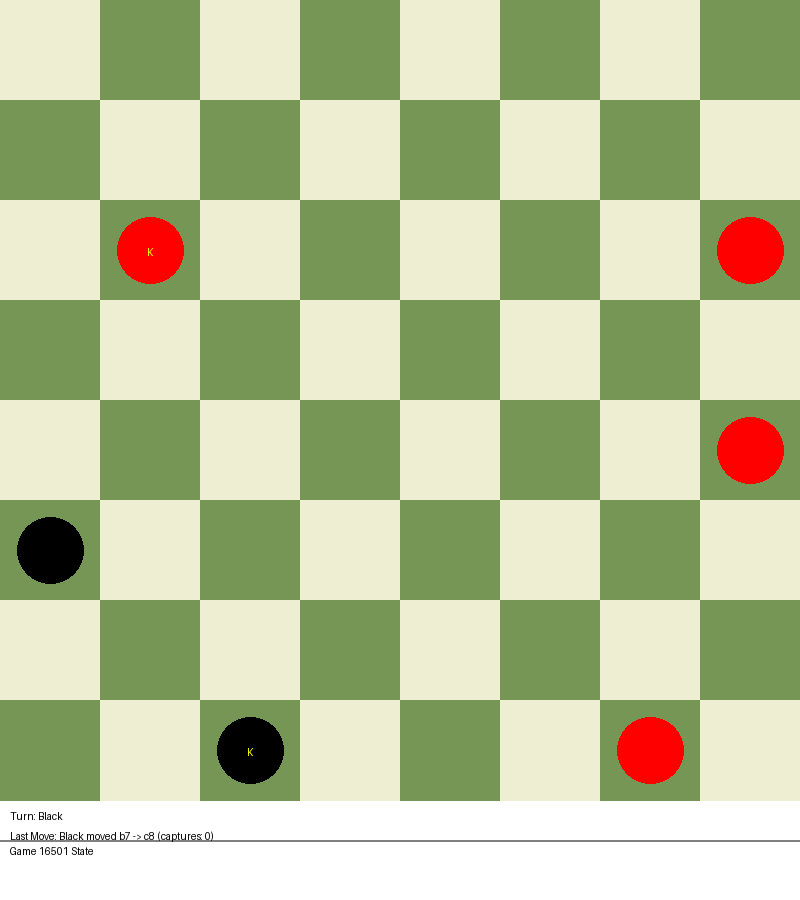 K
K
Turn: Black
Last Move: Black moved b7 -> c8 (captures: 0)
Game 16501 State